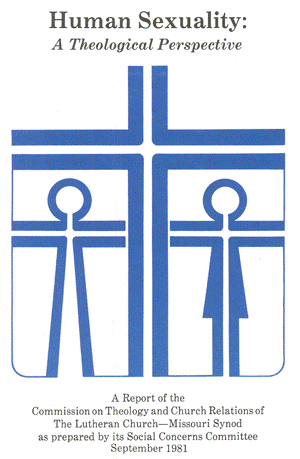 Human Sexuality:
A Theological Perspective
A Report of the
Commission on Theology and Church Relations of
The Lutheran Church—Missouri Synod
as prepared by its Social Concerns Committee
September 1981